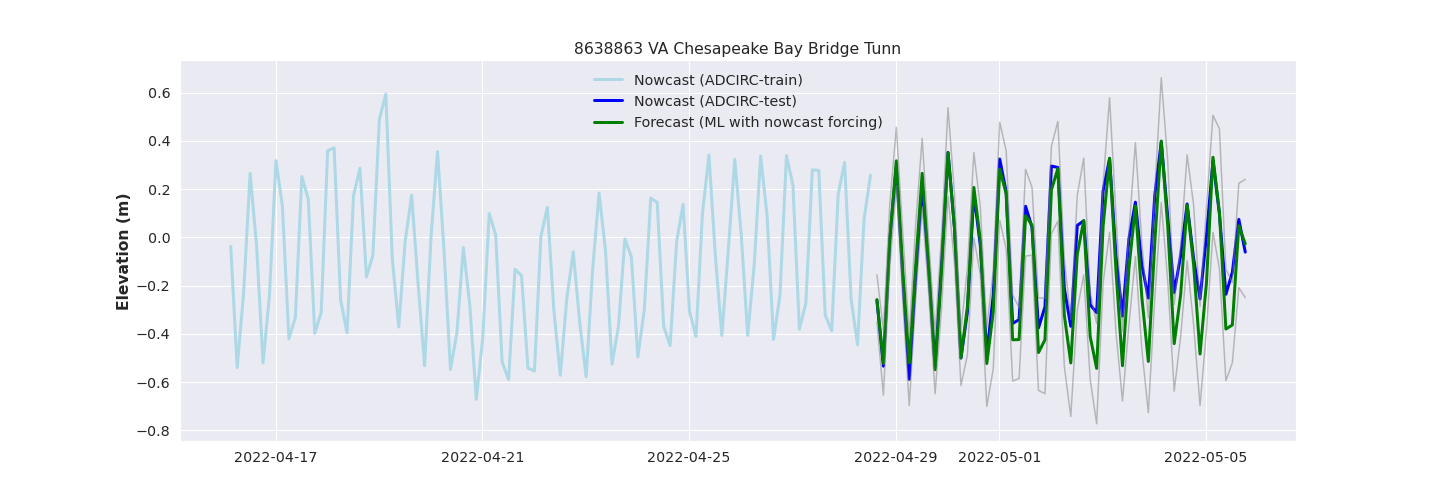 8638863 VA Chesapeake Bay Bridge Tunn
Nowcast (ADCIRC-train)
Nowcast (ADCIRC-test)
Forecast (ML with nowcast forcing)
Elevation (m)
0.6
0.4
0.2
0.0
−0.2
−0.4
−0.6
−0.8
2022-04-17 2022-04-21 2022-04-25 2022-04-29 2022-05-01 2022-05-05